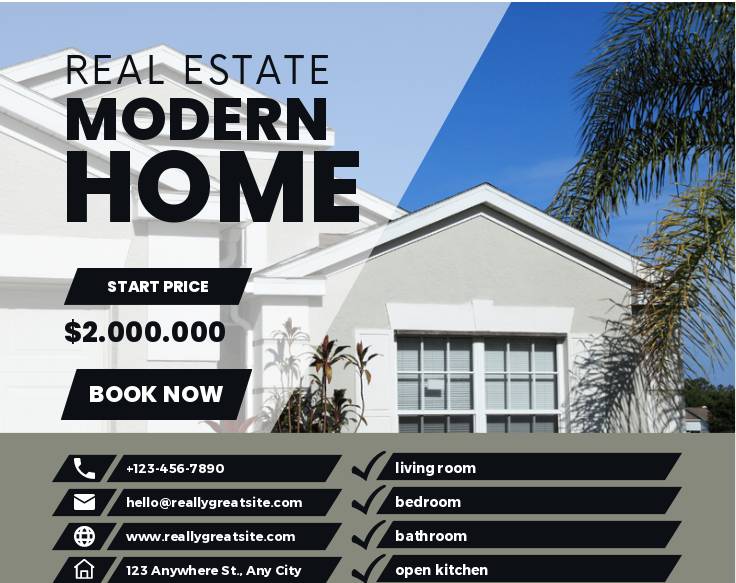 REAL ESTATE
MODERN
HOME
START PRICE
$2.000.000
BOOK NOW
+123-456-7890
hello@reallygreatsite.com
www.reallygreatsite.com
123 Anywhere St., Any City
living room
bedroom
bathroom
open kitchen